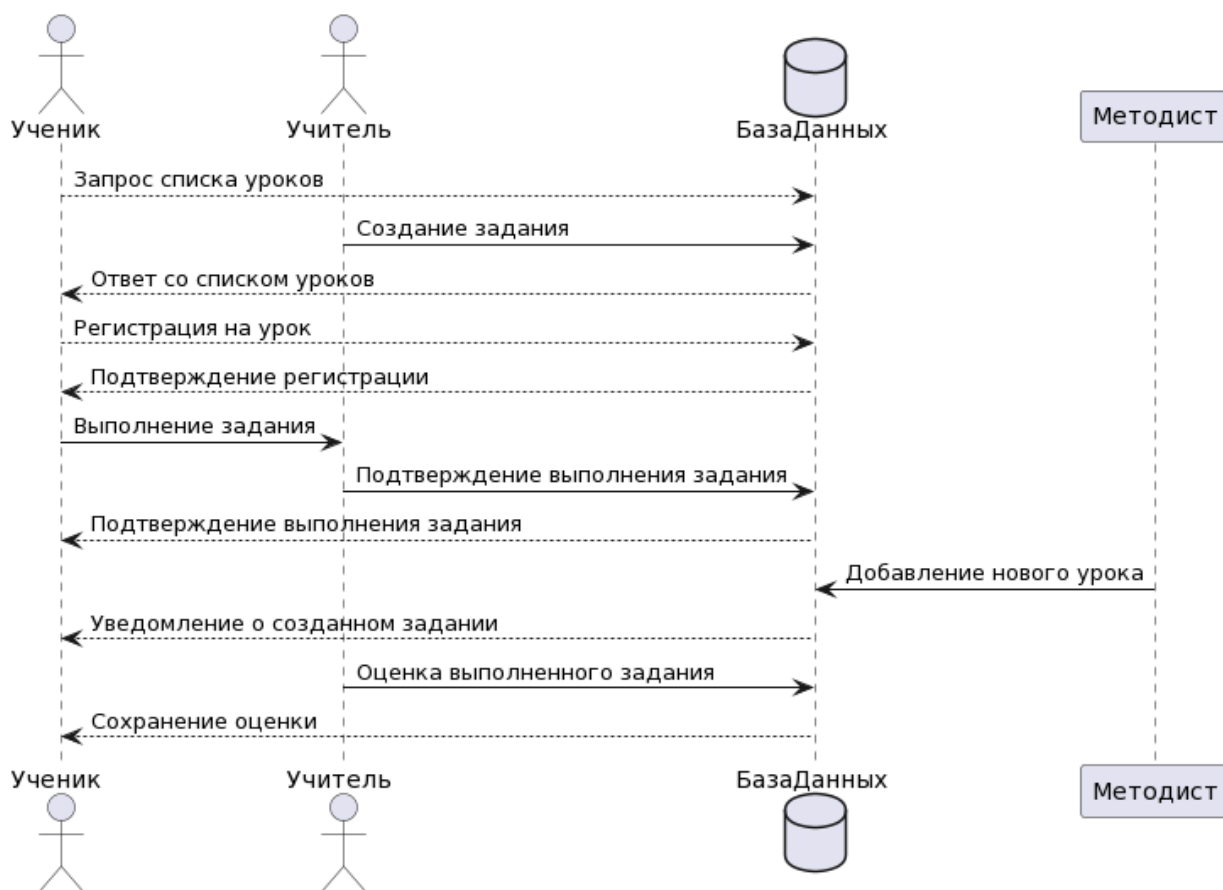 Ученик
Учитель
БазаДанных
Методист
Запрос списка уроков
Создание задания
Ответ со списком уроков
Регистрация на урок
Подтверждение регистрации
Выполнение задания
Подтверждение выполнения задания
Подтверждение выполнения задания
Добавление нового урока
Уведомление о созданном задании
Оценка выполненного задания
Сохранение оценки
Ученик
Учитель
БазаДанных
Методист